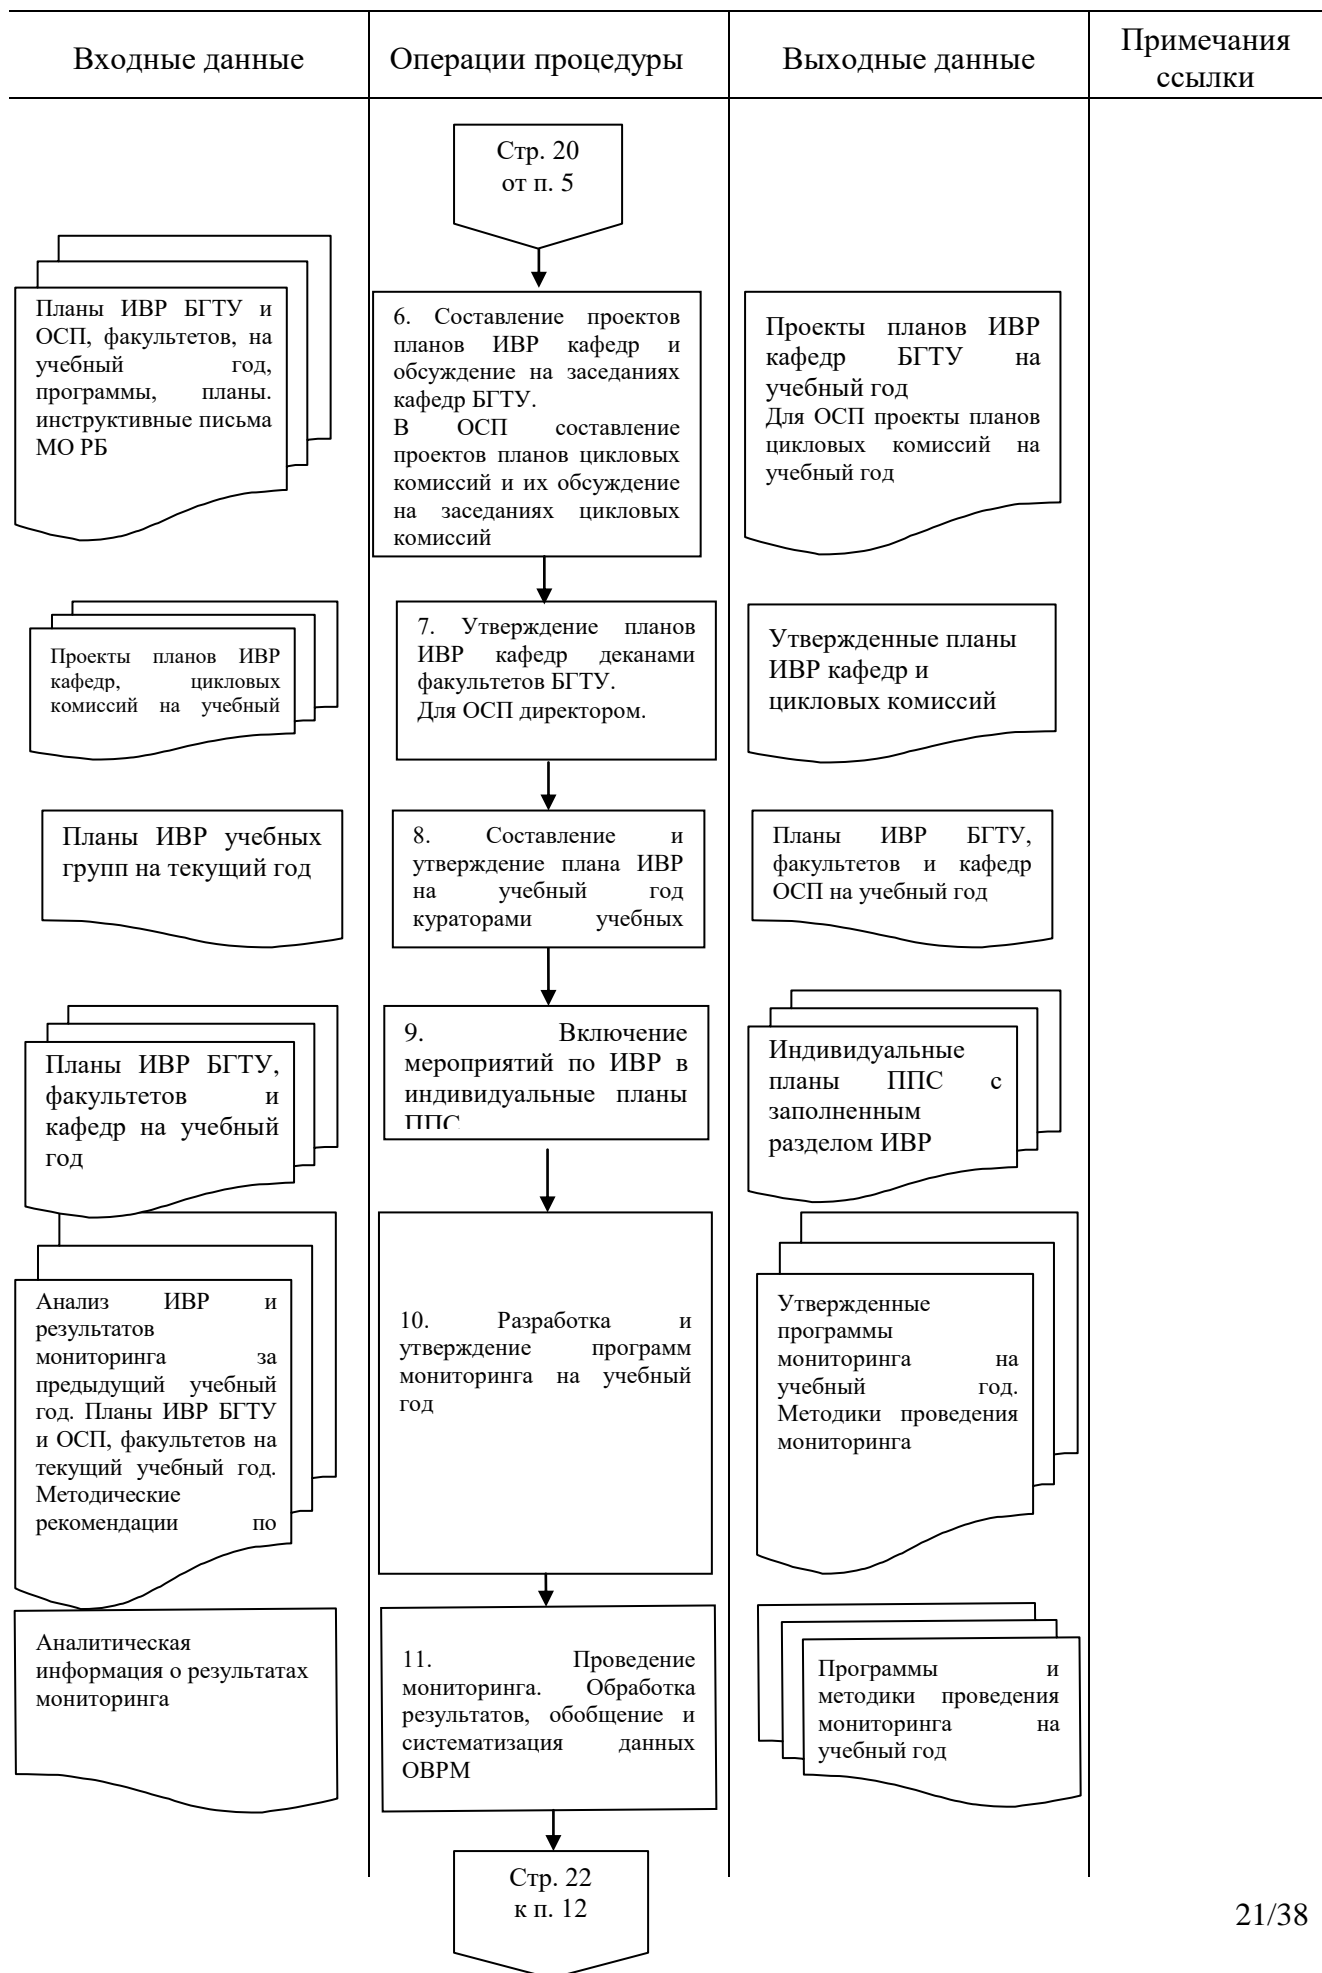 Входные данные
Операции процедуры
Выходные данные
Примечания
ссылки
Стр. 20
от п. 5
Планы ИВР БГТУ и
ОСП, факультетов, на
учебный год,
программы, планы.
инструктивные письма
МО РБ
6. Составление проектов
планов ИВР кафедр и
обсуждение на заседаниях
кафедр БГТУ.
В ОСП составление
проектов планов цикловых
комиссий и их обсуждение
на заседаниях цикловых
комиссий
Проекты планов ИВР
кафедр БГТУ на
учебный год
Для ОСП проекты планов
цикловых комиссий на
учебный год
Проекты планов ИВР
кафедр, цикловых
комиссий на учебный
7. Утверждение планов
ИВР кафедр деканами
факультетов БГТУ.
Для ОСП директором.
Утвержденные планы
ИВР кафедр и
цикловых комиссий
Планы ИВР учебных
групп на текущий год
8. Составление и
утверждение плана ИВР
на учебный год
кураторами учебных
Планы ИВР БГТУ,
факультетов и кафедр
ОСП на учебный год
Планы ИВР БГТУ,
факультетов и
кафедр на учебный
год
9. Включение
мероприятий по ИВР в
индивидуальные планы
ППС
Индивидуальные
планы ППС с
заполненным
разделом ИВР
Анализ ИВР и
результатов
мониторинга за
предыдущий учебный
год. Планы ИВР БГТУ
и ОСП, факультетов на
текущий учебный год.
Методические
рекомендации по
10. Разработка и
утверждение программ
мониторинга на учебный
год
Утвержденные
программы
мониторинга на
учебный год.
Методики проведения
мониторинга
Аналитическая
информация о результатах
мониторинга
11. Проведение
мониторинга. Обработка
результатов, обобщение и
систематизация данных
ОВРМ
Программы и
методики проведения
мониторинга на
учебный год
Стр. 22
к п. 12
21/38